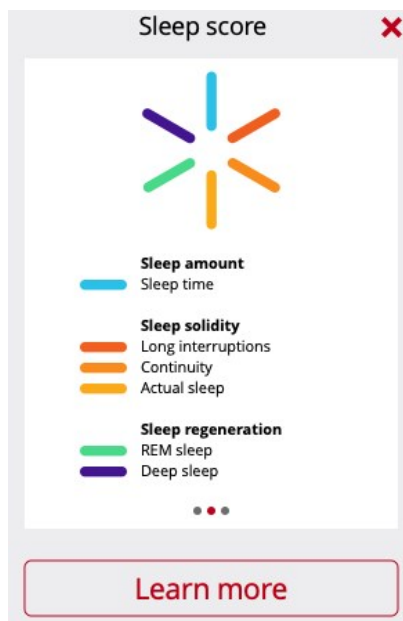 Sleep score
Sleep amount
Sleep time
Sleep solidity
Long interruptions
Continuity
Actual sleep
Sleep regeneration
REM sleep
Deep sleep
Learn more